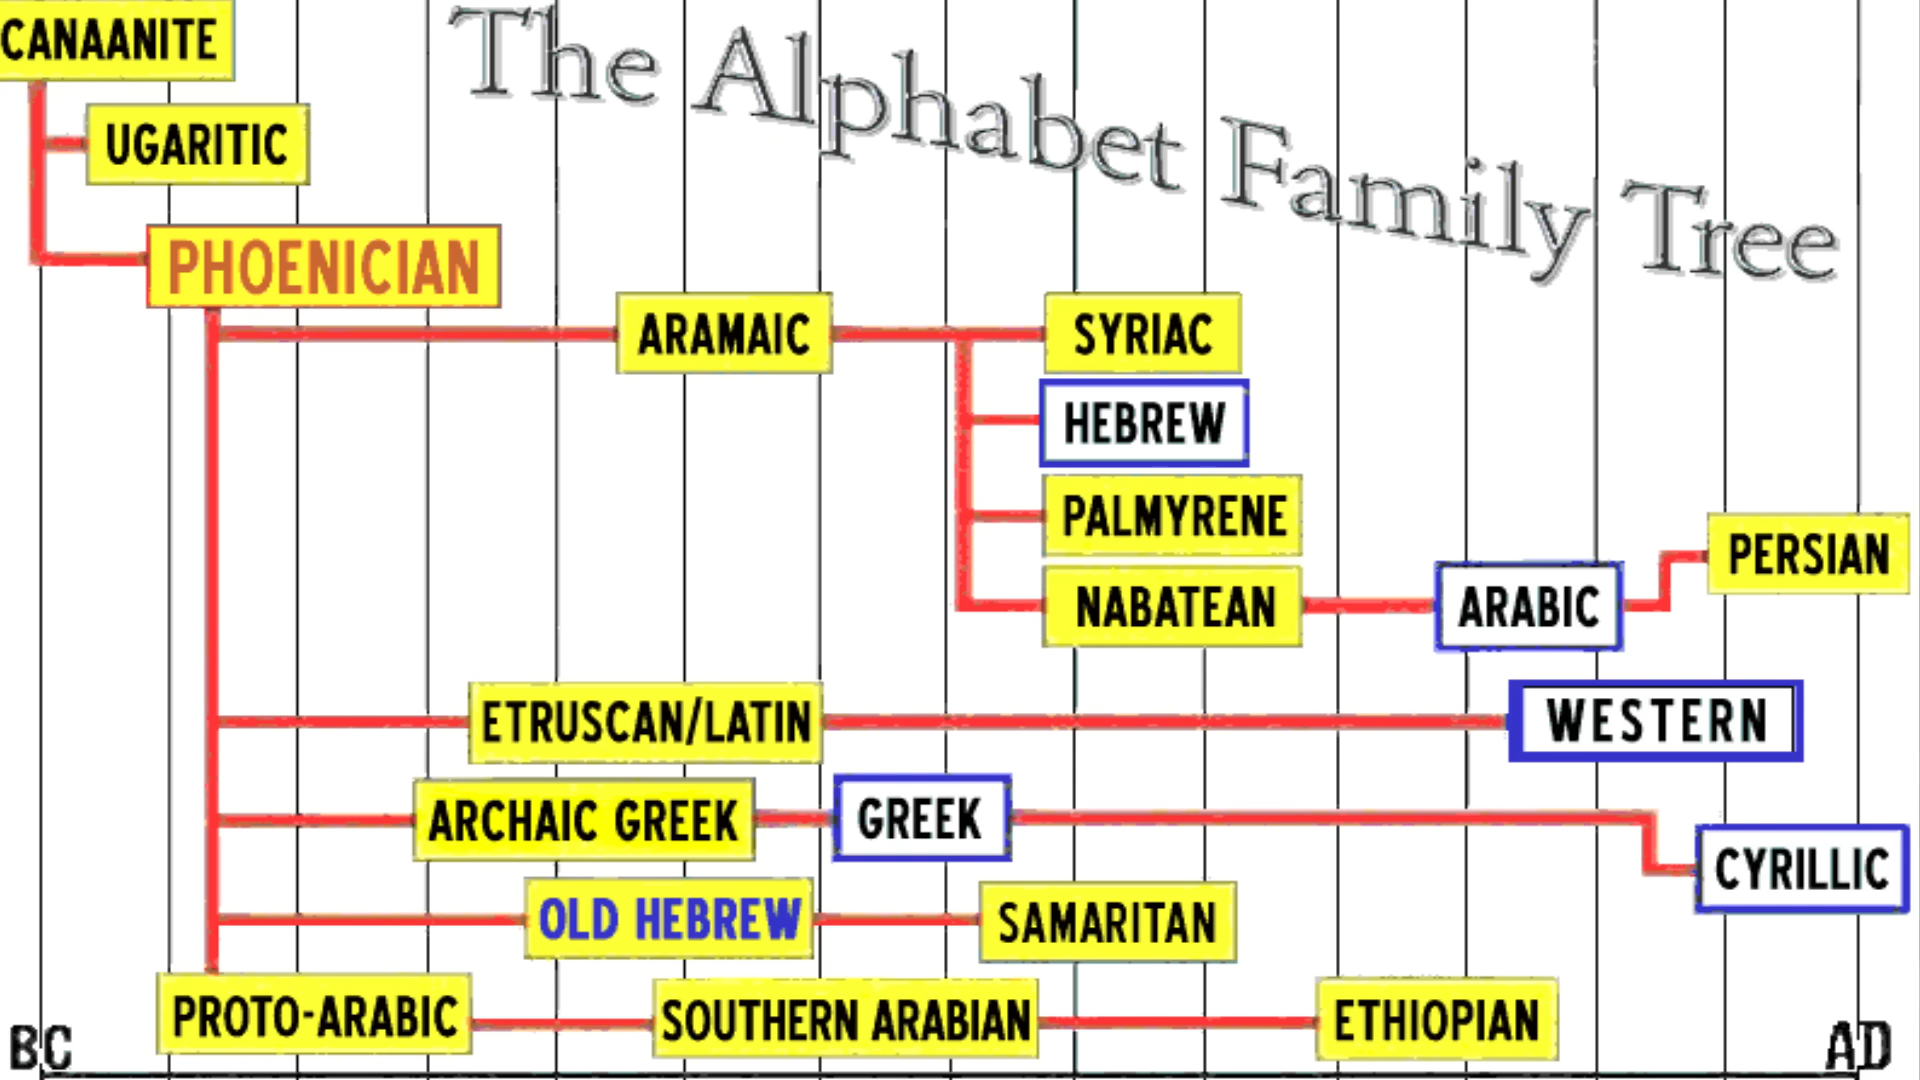 The Alphabet Family Tree
CANAANITE
UGARITIC
PHOENICIAN
ARAMAIC
SYRIAC
HEBREW
PALMYRENE
NABATEAN
ARABIC
PERSIAN
ETRUSCAN/LATIN
WESTERN
ARCHAIC GREEK
GREEK
CYRILLIC
OLD HEBREW
SAMARITAN
PROTO-ARABIC
SOUTHERN ARABIAN
ETHIOPIAN
BC
AD